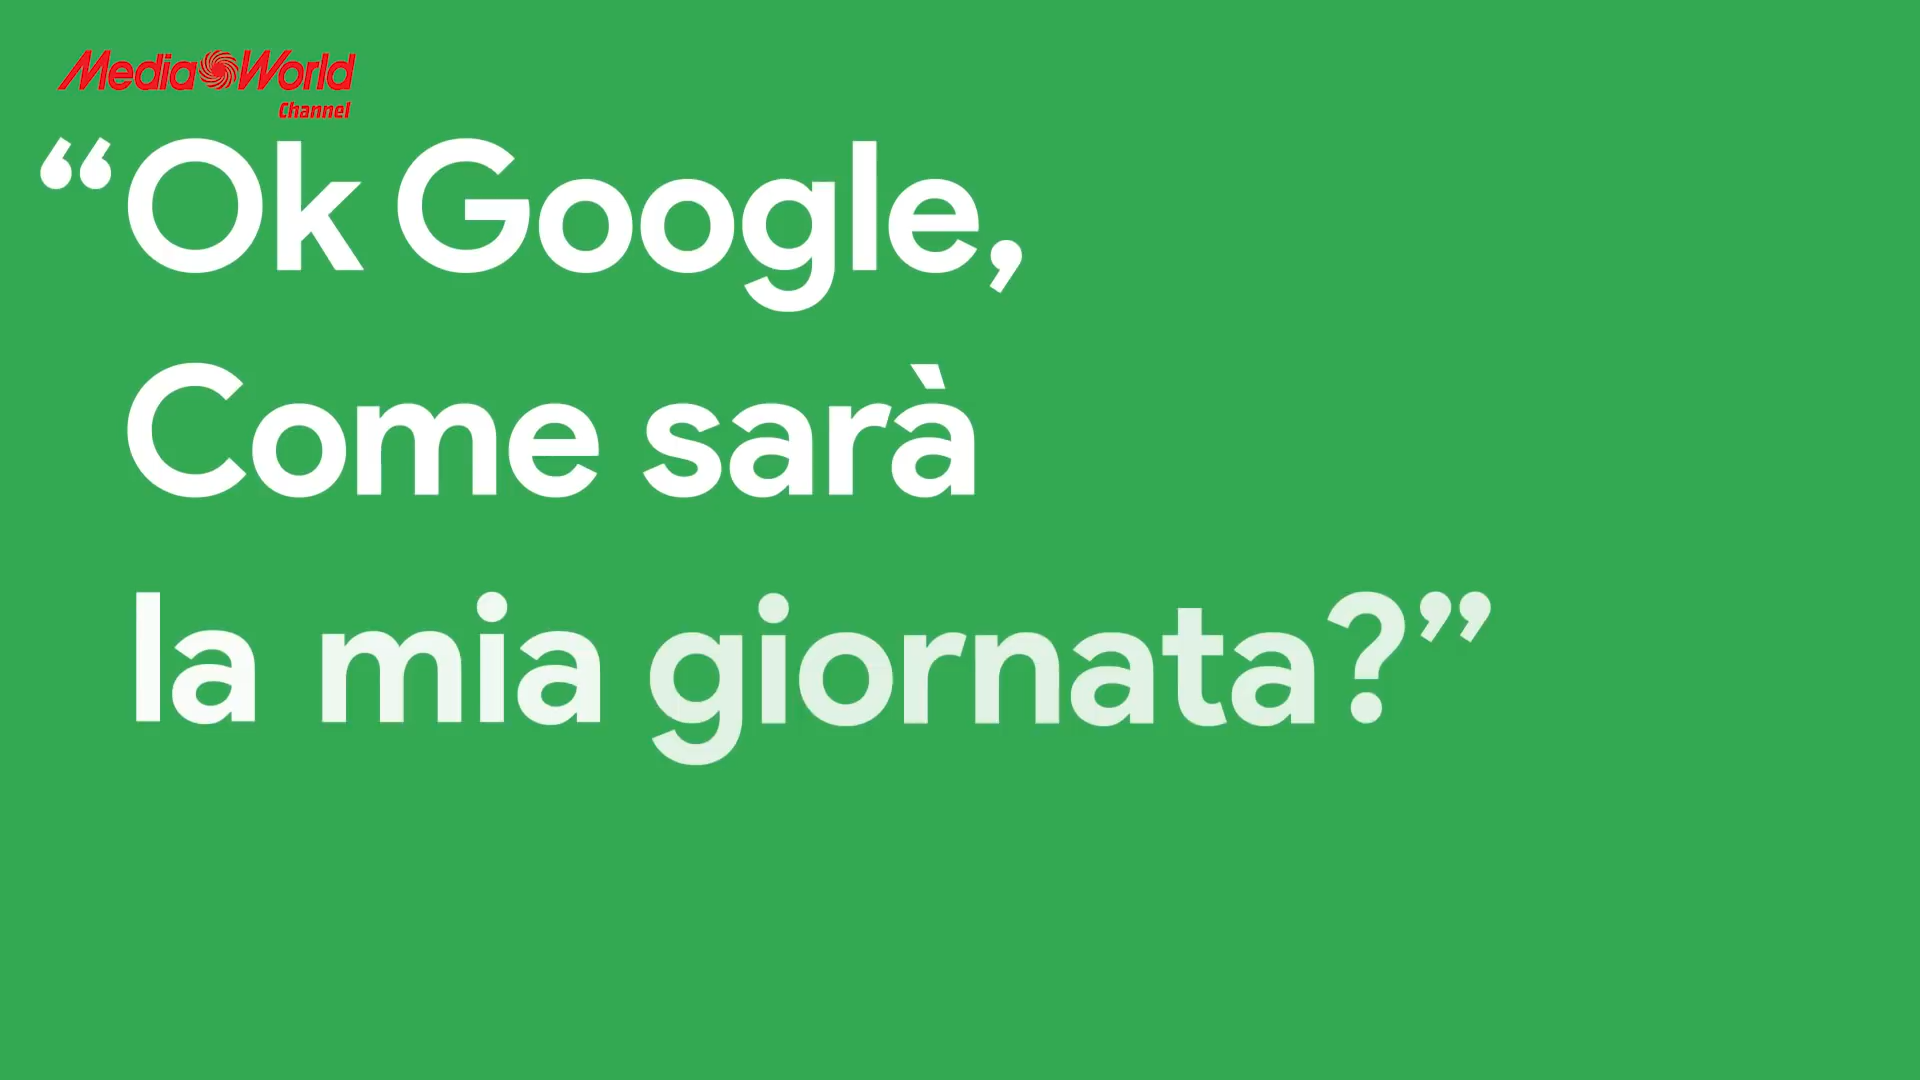 MediaWorld
Channel
“Ok Google,
Come sarà
la mia giornata?”